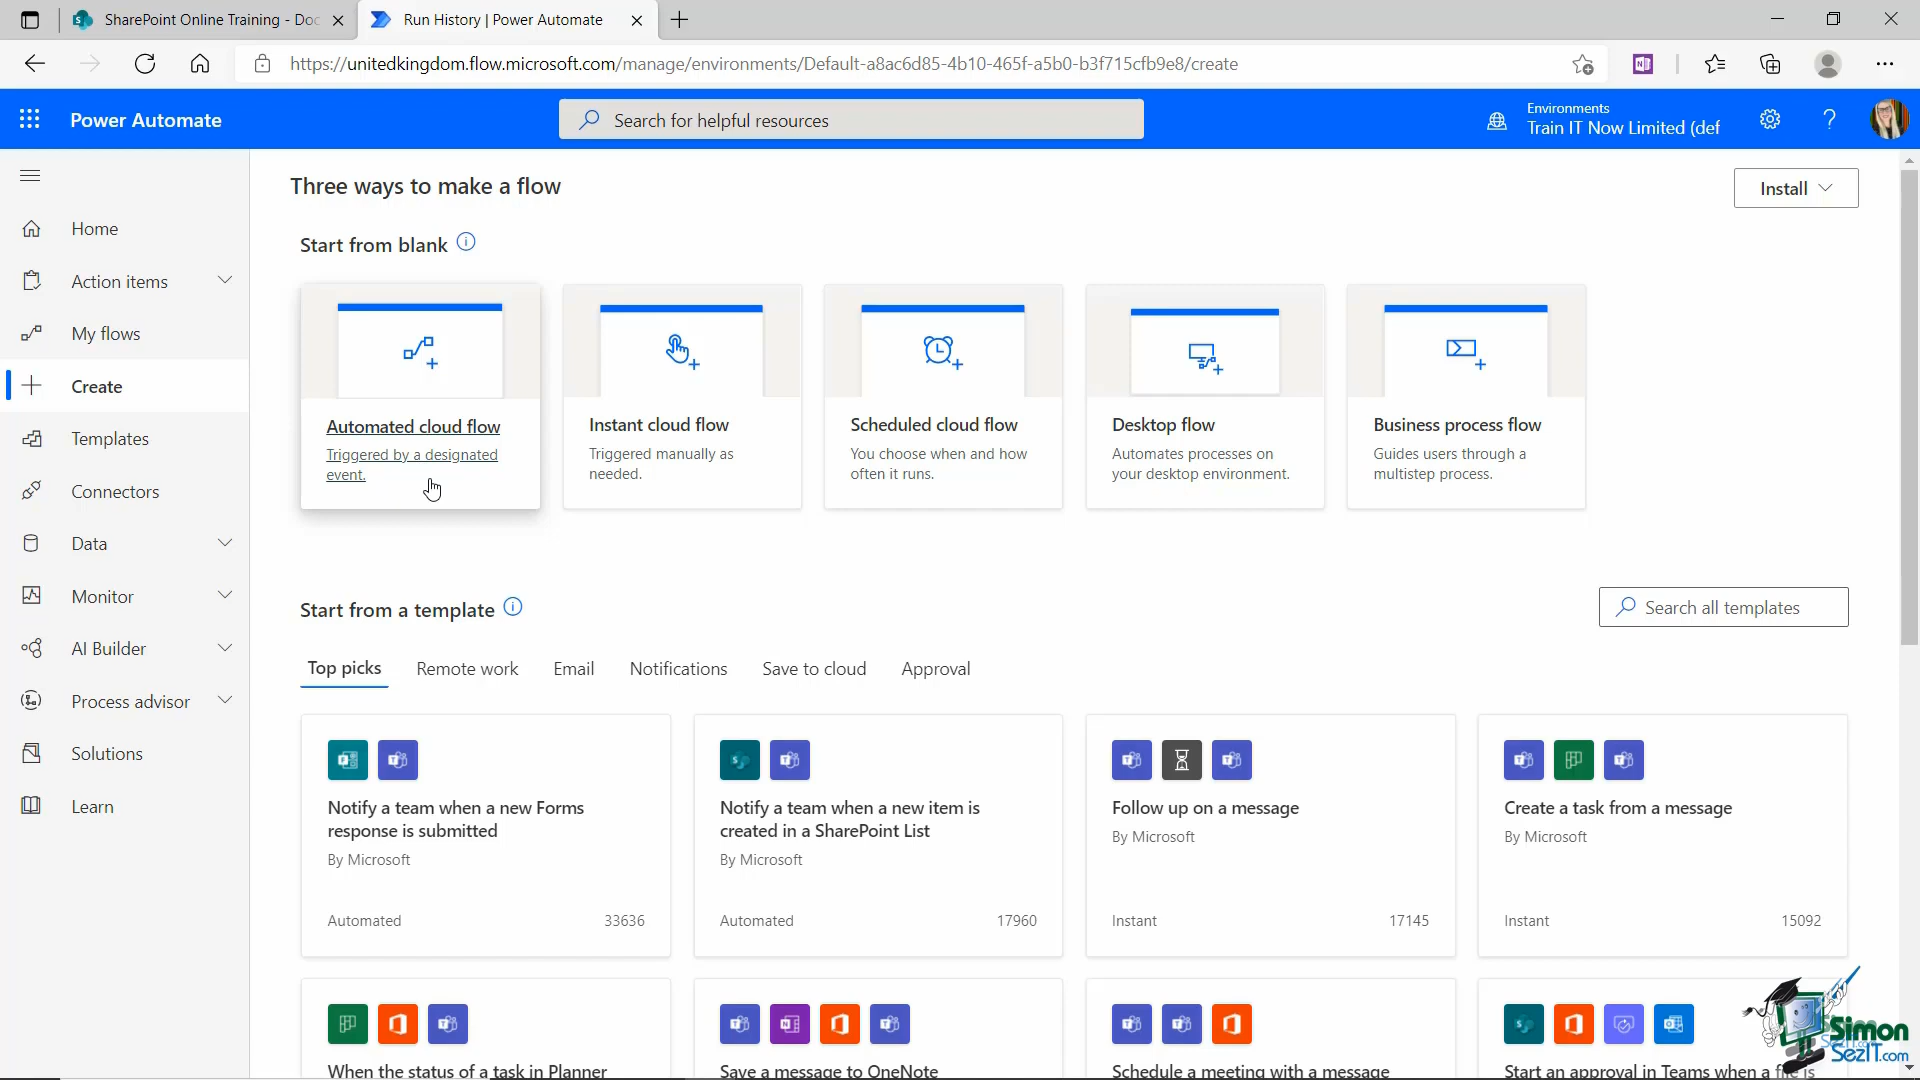 SharePoint Online Training - Doc
Run History | Power Automate
https://unitedkingdom.flow.microsoft.com/manage/environments/Default-a8ac6d85-4b10-465f-a5b0-b3f715cfb9e8/create
Power Automate
Search for helpful resources
Environments
Train IT Now Limited (def
Home
Action items
My flows
Create
Templates
Connectors
Data
Monitor
AI Builder
Process advisor
Solutions
Learn
Three ways to make a flow
Install
Start from blank
Automated cloud flow
Triggered by a designated
event.
Instant cloud flow
Triggered manually as
needed.
Scheduled cloud flow
You choose when and how
often it runs.
Desktop flow
Automates processes on
your desktop environment.
Business process flow
Guides users through a
multistep process.
Start from a template
Search all templates
Top picks
Remote work
Email
Notifications
Save to cloud
Approval
Notify a team when a new Forms
response is submitted
By Microsoft
Automated
33636
Notify a team when a new item is
created in a SharePoint List
By Microsoft
Automated
17960
Follow up on a message
By Microsoft
Instant
17145
Create a task from a message
By Microsoft
Instant
15092
When the status of a task in Planner
Save a message to OneNote
Schedule a meeting with a message
Start an approval in Teams when a file is
Simon
SezIT.com